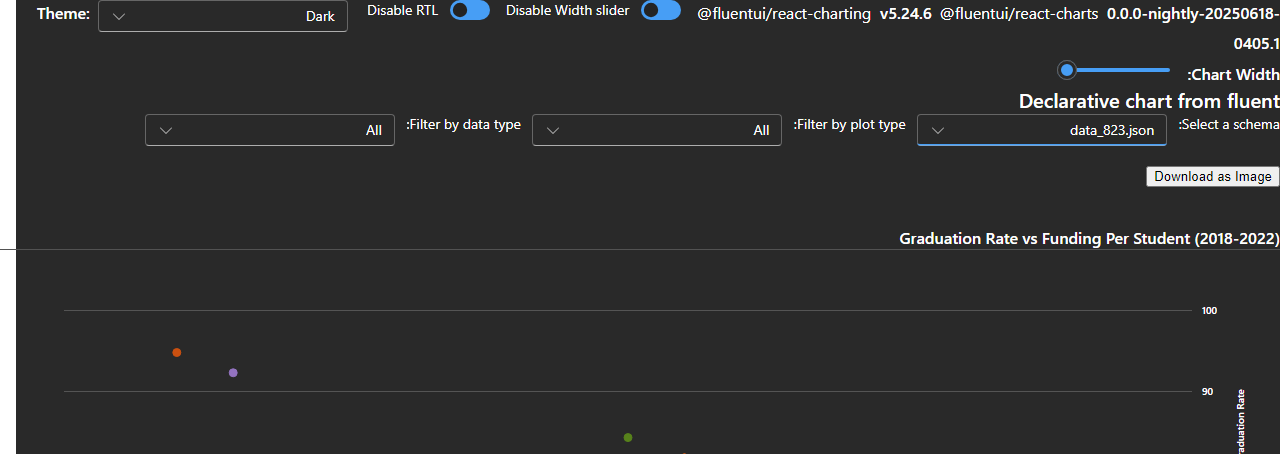 Theme: Dark Disable RTL Disable Width slider @fluentui/react-charting v5.24.6 @fluentui/react-charts 0.0.0-nightly-20250618-
0405.1
:Chart Width
Declarative chart from fluent
:Select a schema data_823.json :Filter by plot type All :Filter by data type All
Download as Image
Graduation Rate vs Funding Per Student (2018-2022)
100
90